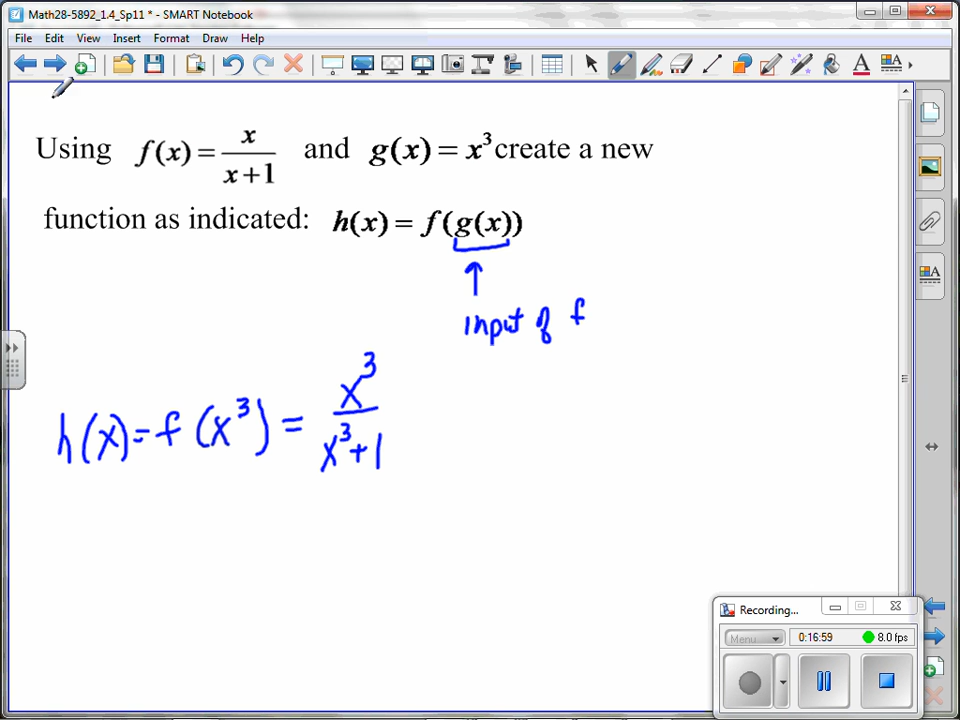 Math28-5892_1.4_Sp11 * - SMART Notebook
File Edit View Insert Format Draw Help
Using f(x) = x/(x+1) and g(x) = x³ create a new
function as indicated: h(x) = f(g(x))
input of f
h(x) = f(x³) = x³/(x³+1)
Recording...
Menu 0:16:59 8.0 fps